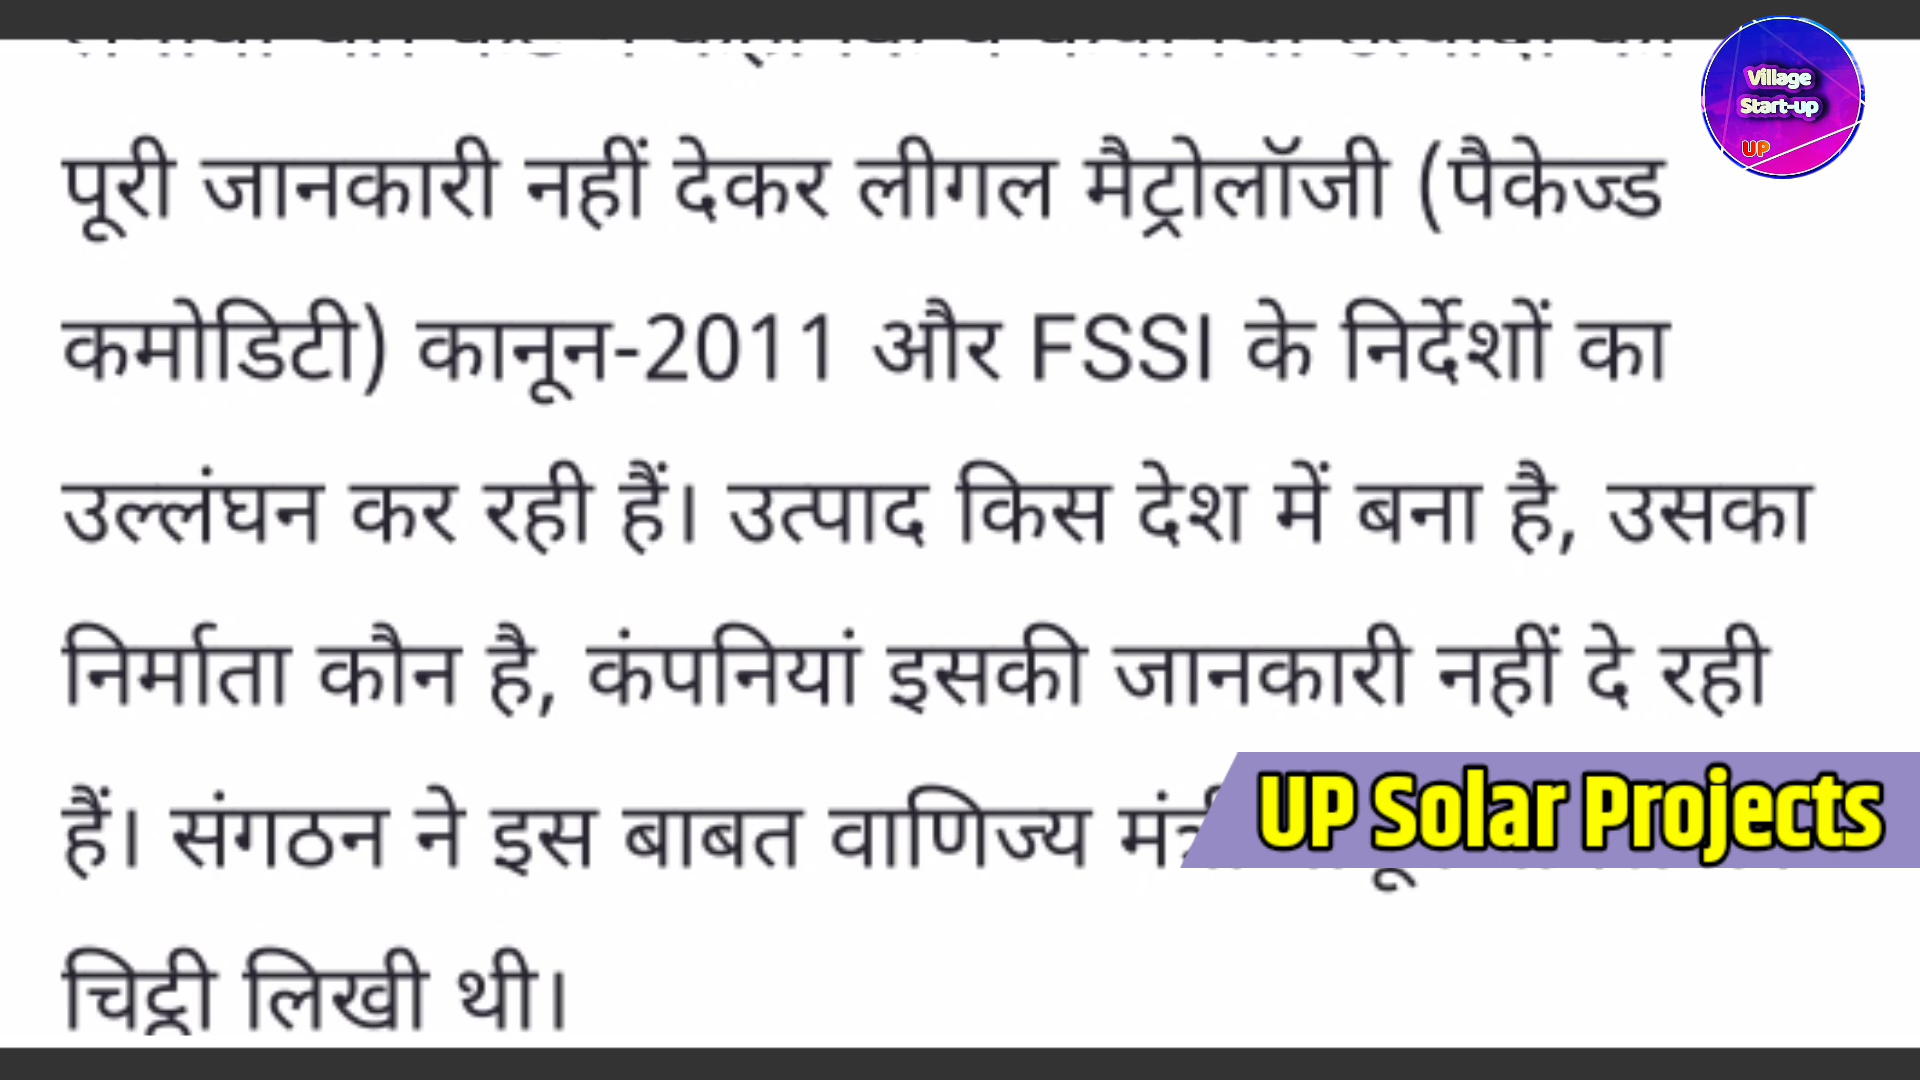 पूरी जानकारी नहीं देकर लीगल मैट्रोलॉजी (पैकेज्ड
कमोडिटी) कानून-2011 और FSSI के निर्देशों का
उल्लंघन कर रही हैं। उत्पाद किस देश में बना है, उसका
निर्माता कौन है, कंपनियां इसकी जानकारी नहीं दे रही
हैं। संगठन ने इस बाबत वाणिज्य
चिट्ठी लिखी थी।
Village
Start-up
UP
UP Solar Projects